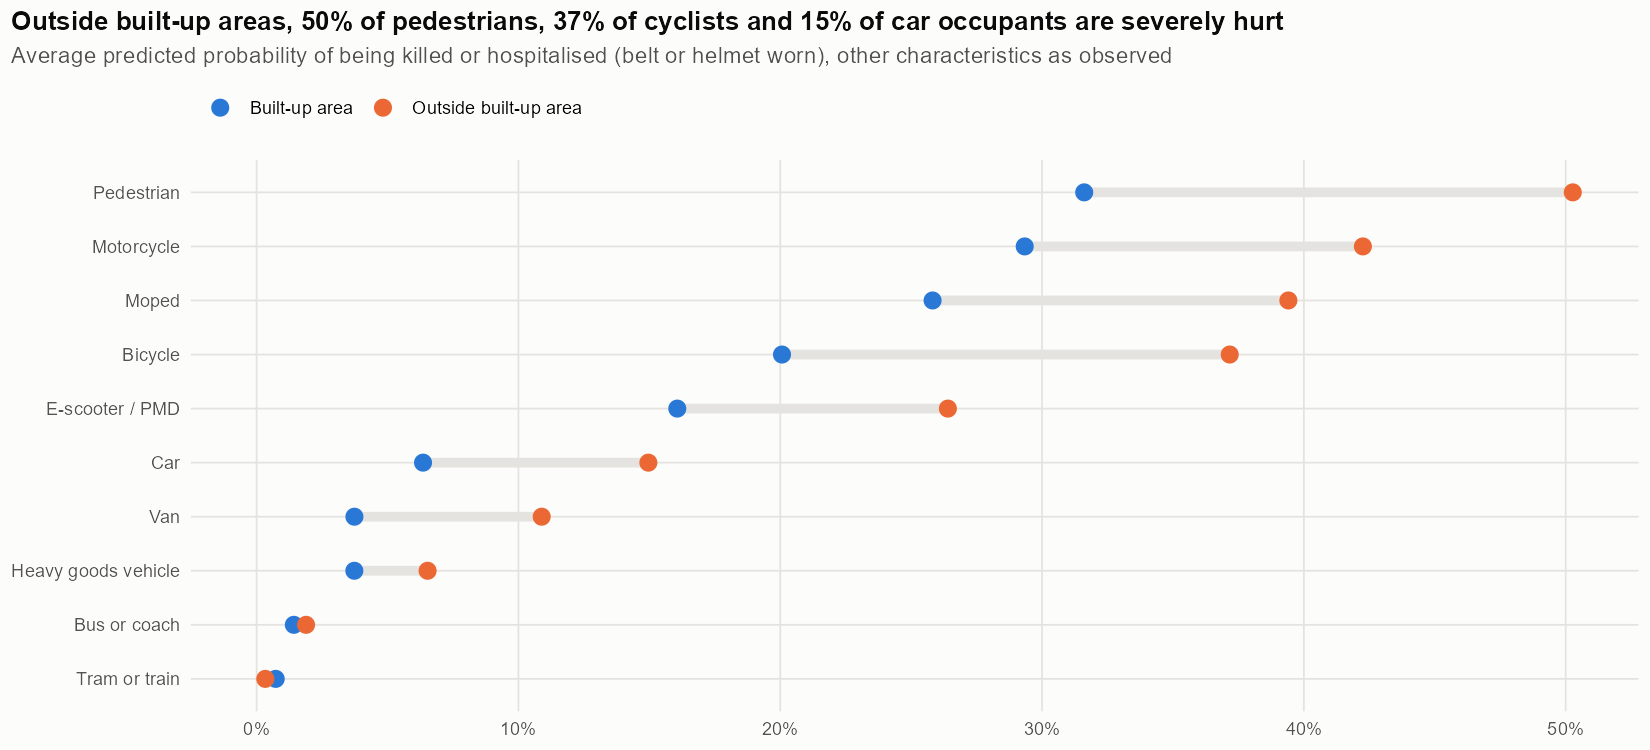 Outside built-up areas, 50% of pedestrians, 37% of cyclists and 15% of car occupants are severely hurt
Average predicted probability of being killed or hospitalised (belt or helmet worn), other characteristics as observed
Built-up area
Outside built-up area
Pedestrian
Motorcycle
Moped
Bicycle
E-scooter / PMD
Car
Van
Heavy goods vehicle
Bus or coach
Tram or train
0%
10%
20%
30%
40%
50%